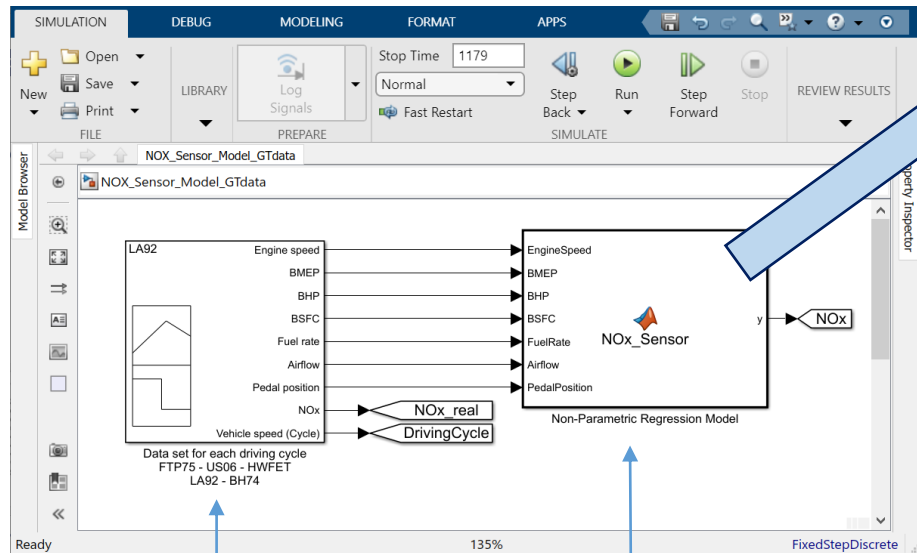 SIMULATION DEBUG MODELING FORMAT APPS
New
Open
Save
Print
FILE
LIBRARY
Log
Signals
PREPARE
Stop Time 1179
Normal
Fast Restart
Step
Back
Run
Step
Forward
Stop
SIMULATE
REVIEW RESULTS
Model Browser
NOX_Sensor_Model_GTdata
NOX_Sensor_Model_GTdata
perty Inspector
LA92
Engine speed
BMEP
BHP
BSFC
Fuel rate
Airflow
Pedal position
NOx
Vehicle speed (Cycle)
NOx_real
DrivingCycle
Data set for each driving cycle
FTP75 - US06 - HWFET
LA92 - BH74
EngineSpeed
BMEP
BHP
BSFC
FuelRate
Airflow
PedalPosition
NOx_Sensor
y
NOx
Non-Parametric Regression Model
Ready 135% FixedStepDiscrete